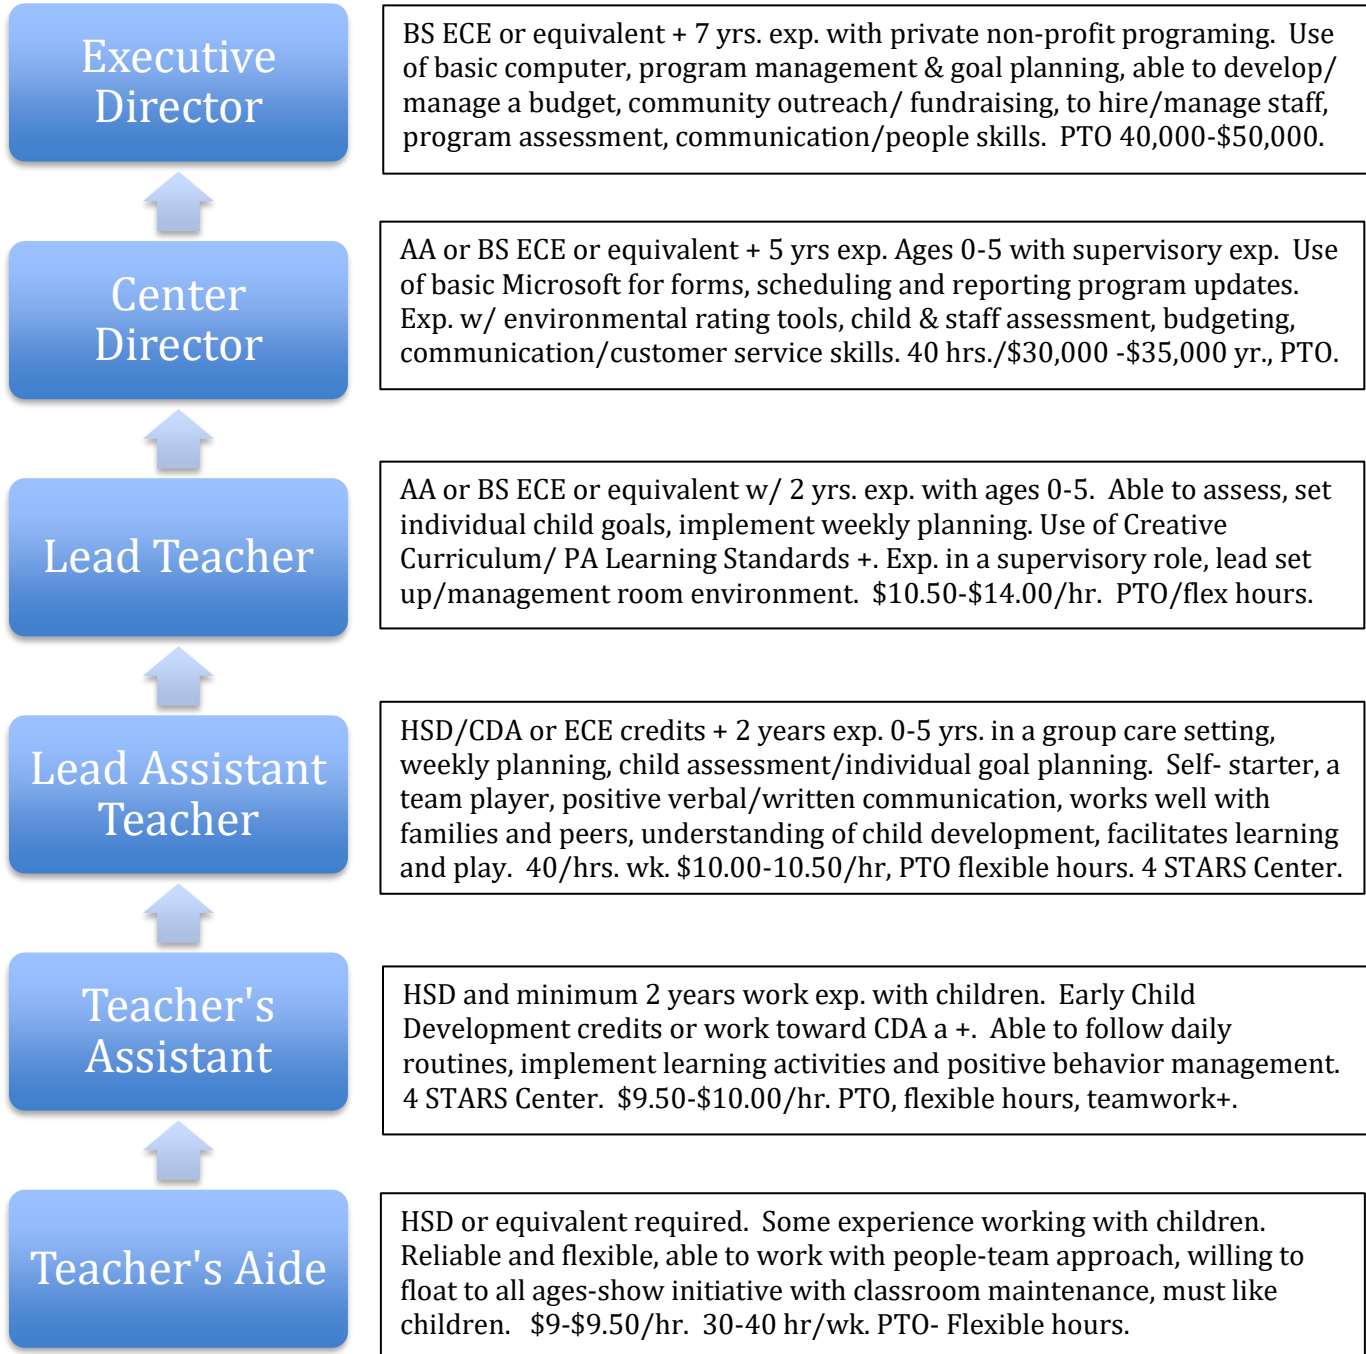 Executive
Director
BS ECE or equivalent + 7 yrs. exp. with private non-profit programing.  Use
of basic computer, program management & goal planning, able to develop/
manage a budget, community outreach/ fundraising, to hire/manage staff,
program assessment, communication/people skills.  PTO 40,000-$50,000.
Center
Director
AA or BS ECE or equivalent + 5 yrs exp. Ages 0-5 with supervisory exp.  Use
of basic Microsoft for forms, scheduling and reporting program updates.
Exp. w/ environmental rating tools, child & staff assessment, budgeting,
communication/customer service skills. 40 hrs./$30,000 -$35,000 yr., PTO.
Lead Teacher
AA or BS ECE or equivalent w/ 2 yrs. exp. with ages 0-5.  Able to assess, set
individual child goals, implement weekly planning. Use of Creative
Curriculum/ PA Learning Standards +. Exp. in a supervisory role, lead set
up/management room environment.  $10.50-$14.00/hr.  PTO/flex hours.
Lead Assistant
Teacher
HSD/CDA or ECE credits + 2 years exp. 0-5 yrs. in a group care setting,
weekly planning, child assessment/individual goal planning.  Self- starter, a
team player, positive verbal/written communication, works well with
families and peers, understanding of child development, facilitates learning
and play.  40/hrs. wk. $10.00-10.50/hr, PTO flexible hours. 4 STARS Center.
Teacher's
Assistant
HSD and minimum 2 years work exp. with children.  Early Child
Development credits or work toward CDA a +.  Able to follow daily
routines, implement learning activities and positive behavior management.
4 STARS Center.  $9.50-$10.00/hr. PTO, flexible hours, teamwork+.
Teacher's Aide
HSD or equivalent required.  Some experience working with children.
Reliable and flexible, able to work with people-team approach, willing to
float to all ages-show initiative with classroom maintenance, must like
children.   $9-$9.50/hr.  30-40 hr/wk. PTO- Flexible hours.